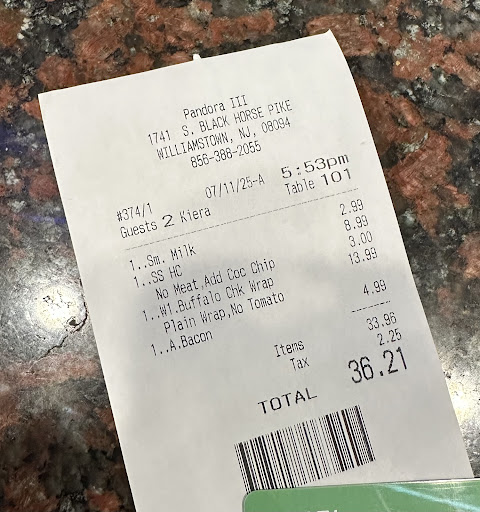 Pandora III
1741 S. BLACK HORSE PIKE
WILLIAMSTOWN, NJ, 08094
856-388-2055
#374/1 07/11/25-A 5:53pm
Guests 2 Kiera Table 101
1..Sm. Milk 2.99
1..SS HC 8.99
No Meat,Add Coc Chip 3.00
1..W1.Buffalo Chk Wrap 13.99
Plain Wrap,No Tomato
1..A.Bacon 4.99
Items 33.96
Tax 2.25
TOTAL 36.21